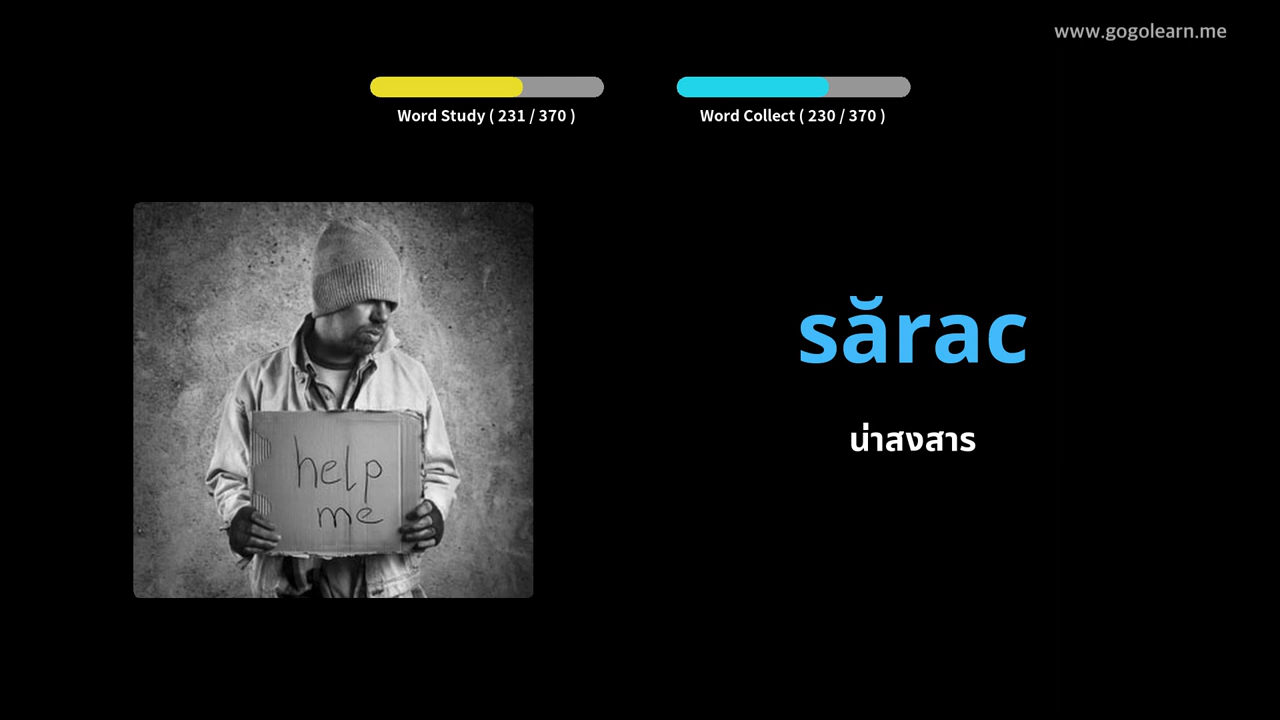 www.gogolearn.me
Word Study ( 231 / 370 )
Word Collect ( 230 / 370 )
help
me
sărac
น่าสงสาร